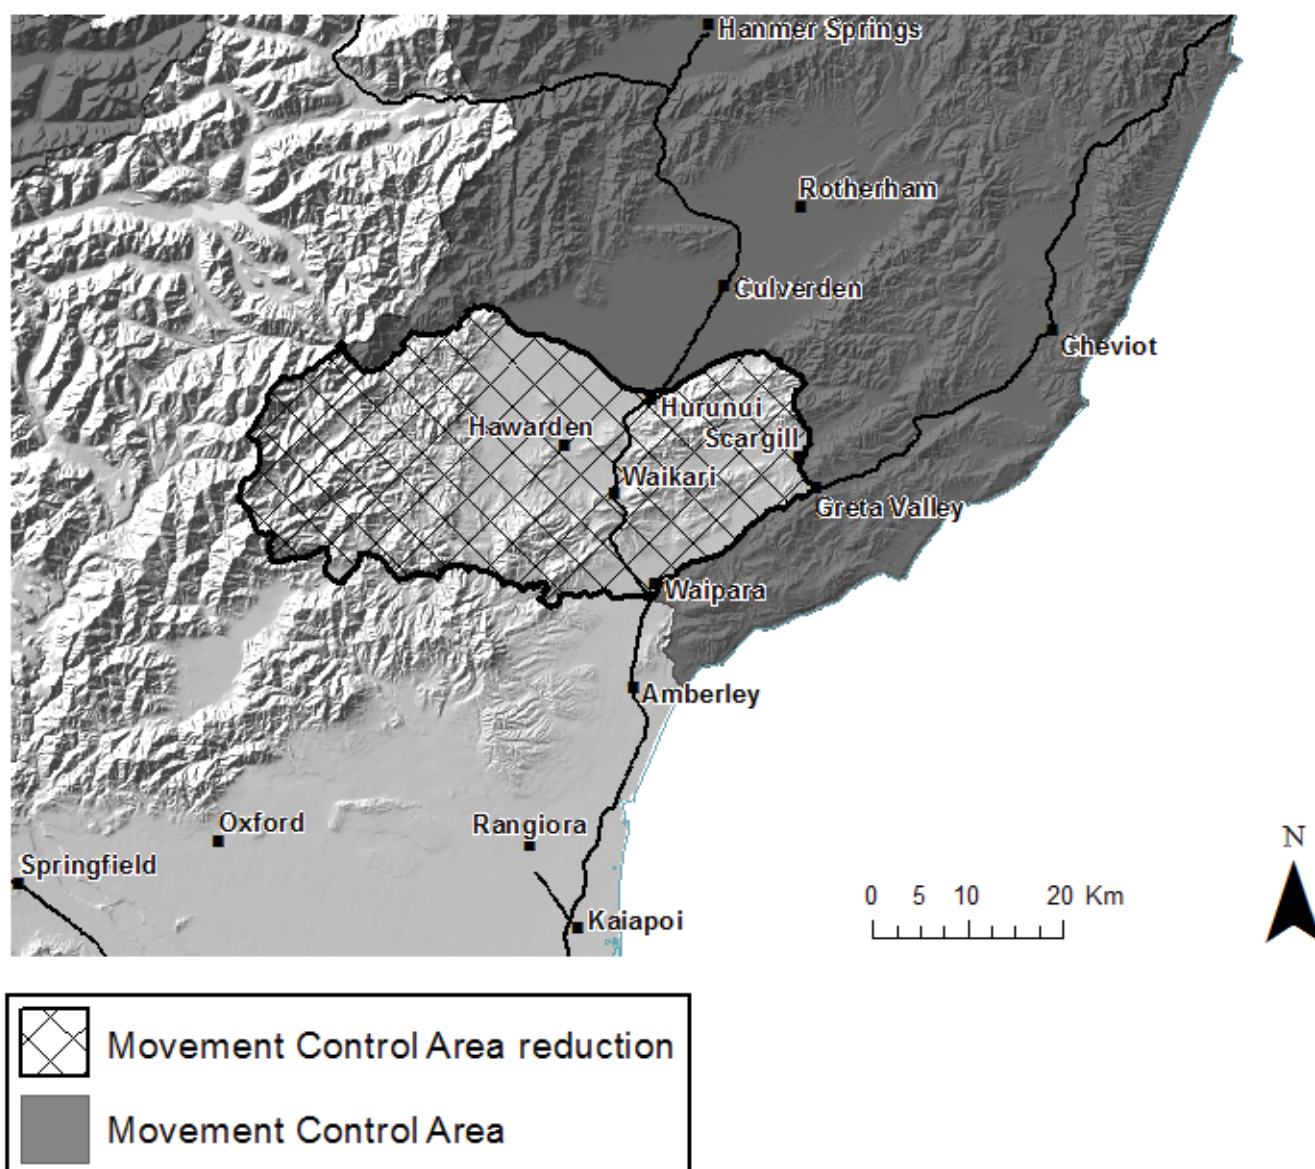 Hanmer Springs
Rotherham
Culverden
Cheviot
Hurunui
Hawarden
Scargill
Waikari
Greta Valley
Waipara
Amberley
Oxford
Rangiora
Springfield
Kaiapoi
0 5 10 20 Km
N
Movement Control Area reduction
Movement Control Area